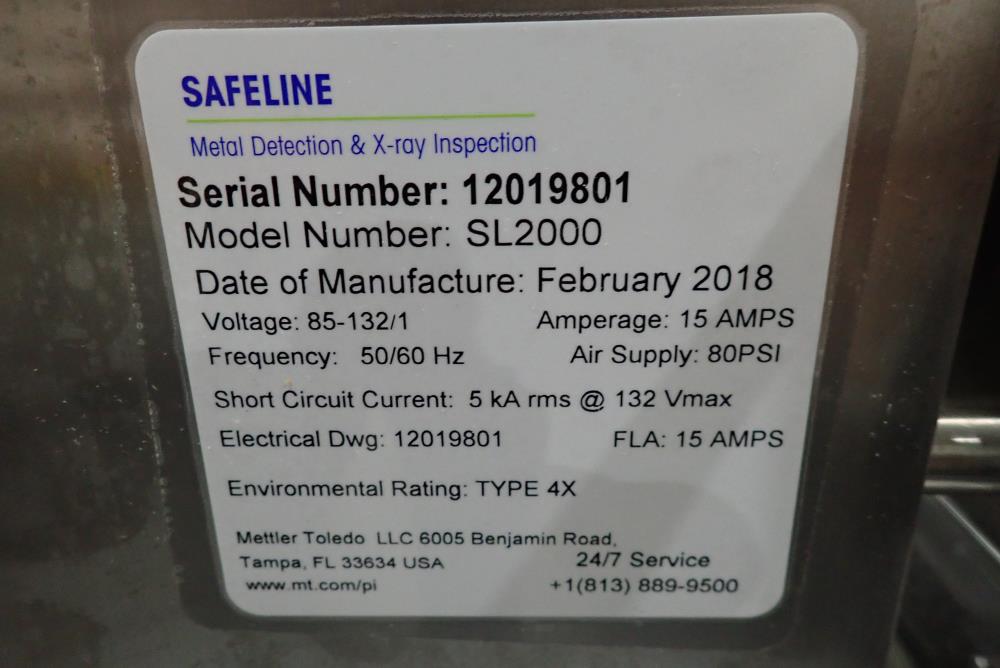 SAFELINE
Metal Detection & X-ray Inspection
Serial Number: 12019801
Model Number: SL2000
Date of Manufacture: February 2018
Voltage: 85-132/1 Amperage: 15 AMPS
Frequency: 50/60 Hz Air Supply: 80PSI
Short Circuit Current: 5 kA rms @ 132 Vmax
Electrical Dwg: 12019801 FLA: 15 AMPS
Environmental Rating: TYPE 4X
Mettler Toledo LLC 6005 Benjamin Road,
Tampa, FL 33634 USA 24/7 Service
www.mt.com/pi +1(813) 889-9500